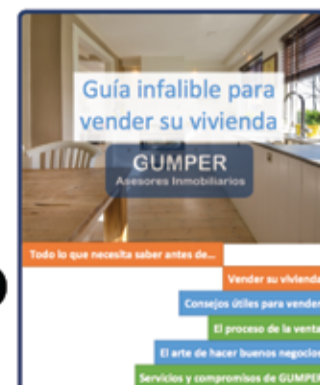 Guía infalible para
vender su vivienda
GUMPER
Asesores Inmobiliarios
Todo lo que necesita saber antes de...
Vender su vivienda
Consejos útiles para vender
El proceso de la venta
El arte de hacer buenos negocios
Servicios y compromisos de GUMPER